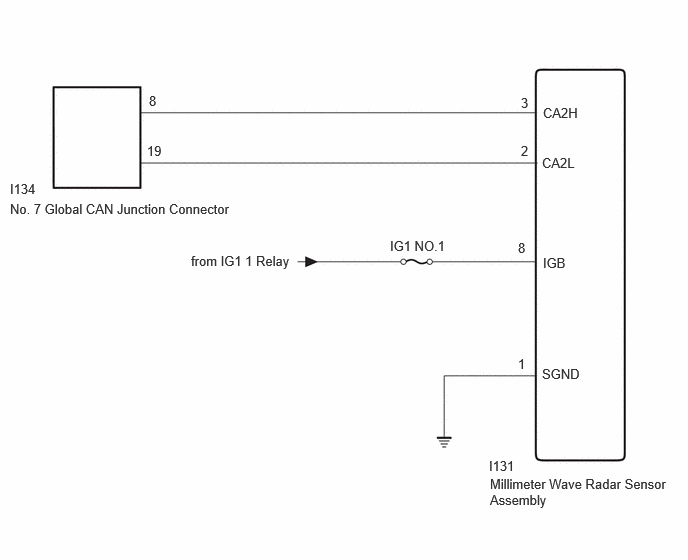 8
3
CA2H
19
2
CA2L
I134
No. 7 Global CAN Junction Connector
IG1 NO.1
8
from IG1 1 Relay
IGB
1
SGND
I131
Millimeter Wave Radar Sensor
Assembly